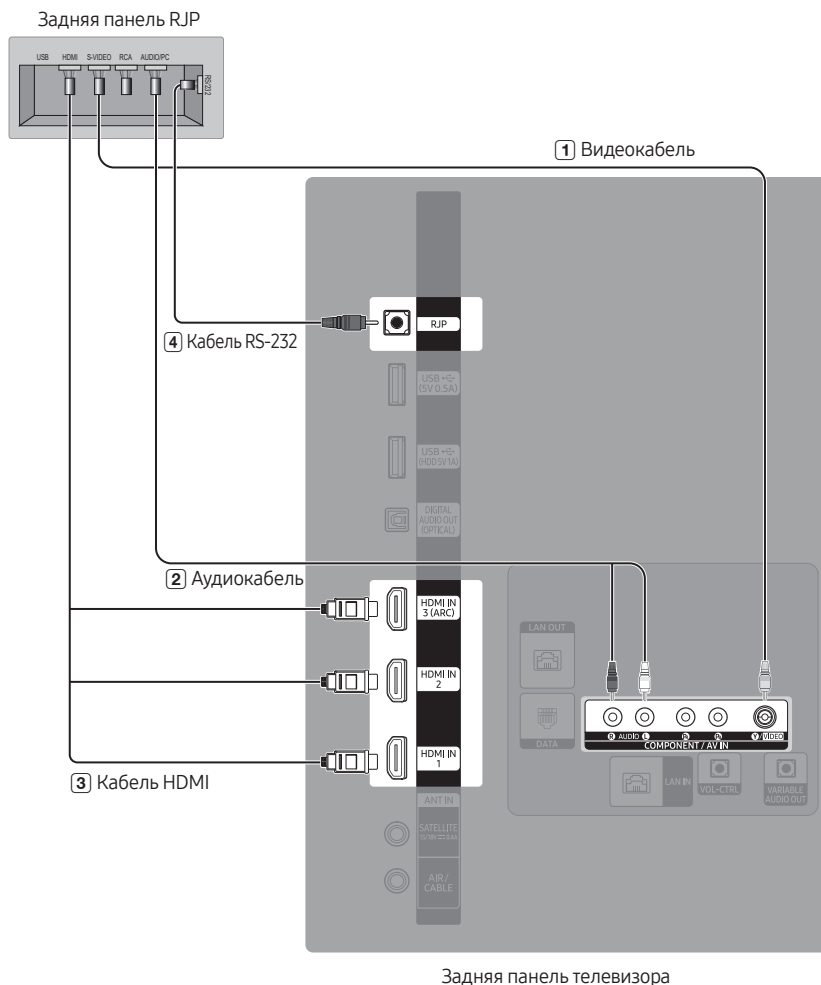 Задняя панель RJP
USB HDMI S-VIDEO RCA AUDIO/PC
RS/232
1 Видеокабель
RJP
4 Кабель RS-232
USB
(5V 0.5A)
USB
(HDD 5V 1A)
DIGITAL
AUDIO OUT
(OPTICAL)
2 Аудиокабель
HDMI IN
3 (ARC)
LAN OUT
HDMI IN
2
DATA
R AUDIO L PB PR Y / VIDEO
COMPONENT / AV IN
HDMI IN
1
3 Кабель HDMI
LAN IN
VOL-CTRL
VARIABLE
AUDIO OUT
ANT IN
SATELLITE
AIR /
CABLE
Задняя панель телевизора